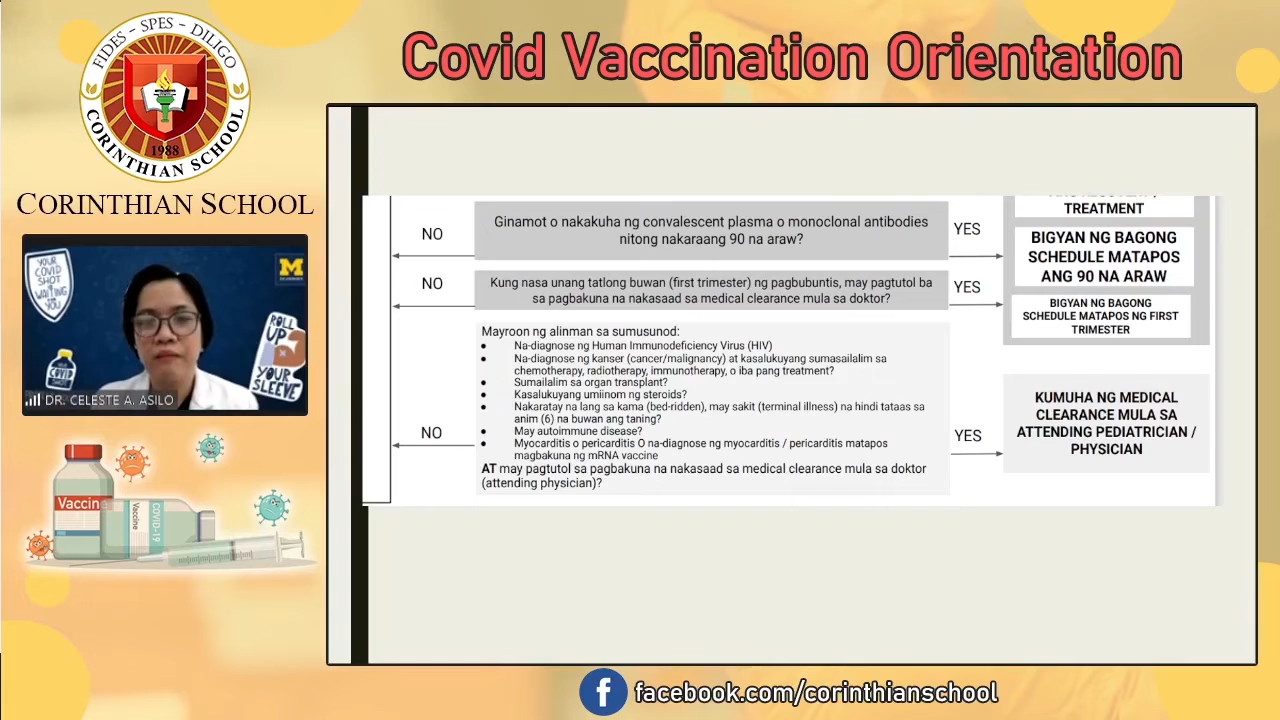 Covid Vaccination Orientation
FIDES - SPES - DILIGO
1988
CORINTHIAN SCHOOL
CORINTHIAN SCHOOL
YOUR
COVID
SHOT
is
WAITING
for
YOU
M
ROLL
UP
YOUR
SLEEVE
YOUR
COVID
SHOT
DR. CELESTE A. ASILO
Vaccine
Vaccine
COVID-19
TREATMENT
NO
Ginamot o nakakuha ng convalescent plasma o monoclonal antibodies
nitong nakaraang 90 na araw?
YES
BIGYAN NG BAGONG
SCHEDULE MATAPOS
ANG 90 NA ARAW
NO
Kung nasa unang tatlong buwan (first trimester) ng pagbubuntis, may pagtutol ba
sa pagbakuna na nakasaad sa medical clearance mula sa doktor?
YES
BIGYAN NG BAGONG
SCHEDULE MATAPOS NG FIRST
TRIMESTER
Mayroon ng alinman sa sumusunod:
● Na-diagnose ng Human Immunodeficiency Virus (HIV)
● Na-diagnose ng kanser (cancer/malignancy) at kasalukuyang sumasailalim sa
chemotherapy, radiotherapy, immunotherapy, o iba pang treatment?
● Sumailalim sa organ transplant?
● Kasalukuyang umiinom ng steroids?
● Nakaratay na lang sa kama (bed-ridden), may sakit (terminal illness) na hindi tataas sa
anim (6) na buwan ang taning?
● May autoimmune disease?
● Myocarditis o pericarditis O na-diagnose ng myocarditis / pericarditis matapos
magbakuna ng mRNA vaccine
AT may pagtutol sa pagbakuna na nakasaad sa medical clearance mula sa doktor
(attending physician)?
NO
YES
KUMUHA NG MEDICAL
CLEARANCE MULA SA
ATTENDING PEDIATRICIAN /
PHYSICIAN
f
facebook.com/corinthianschool